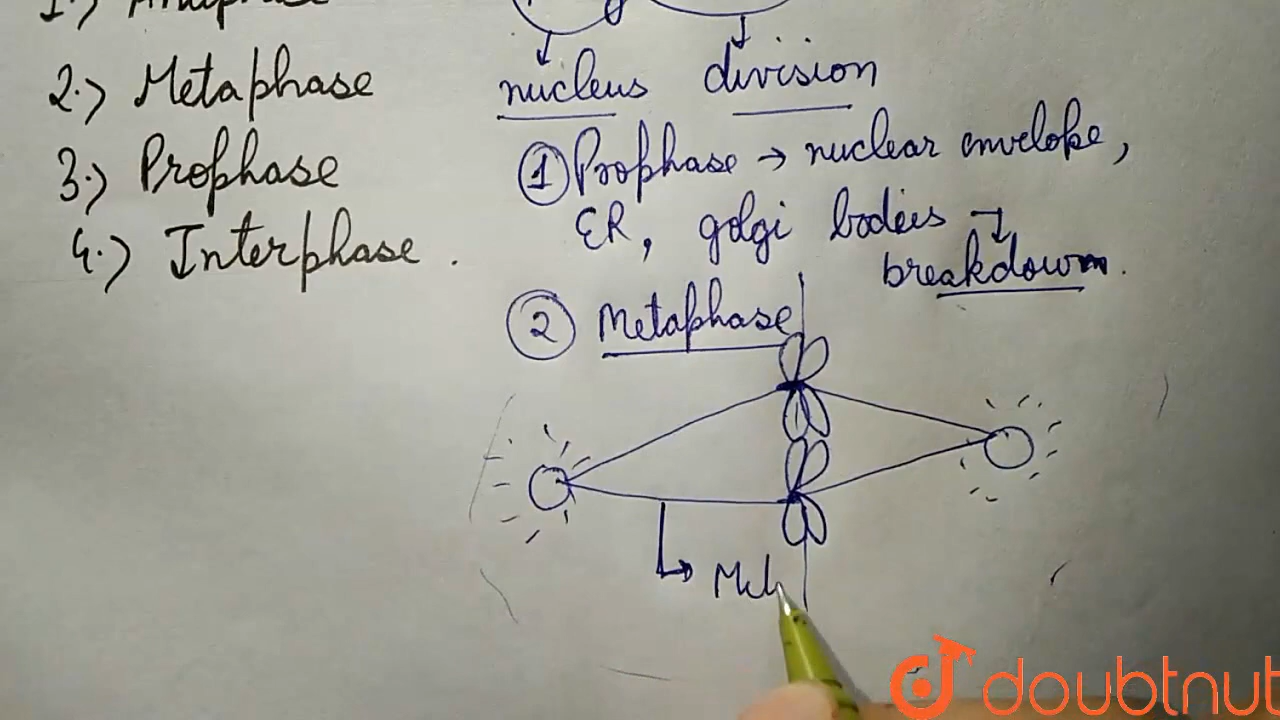 2.) Metaphase
3.) Prophase
4.) Interphase .
nucleus division
① Prophase → nuclear envelope,
ER, golgi bodies →
breakdown.
② Metaphase
doubtnut